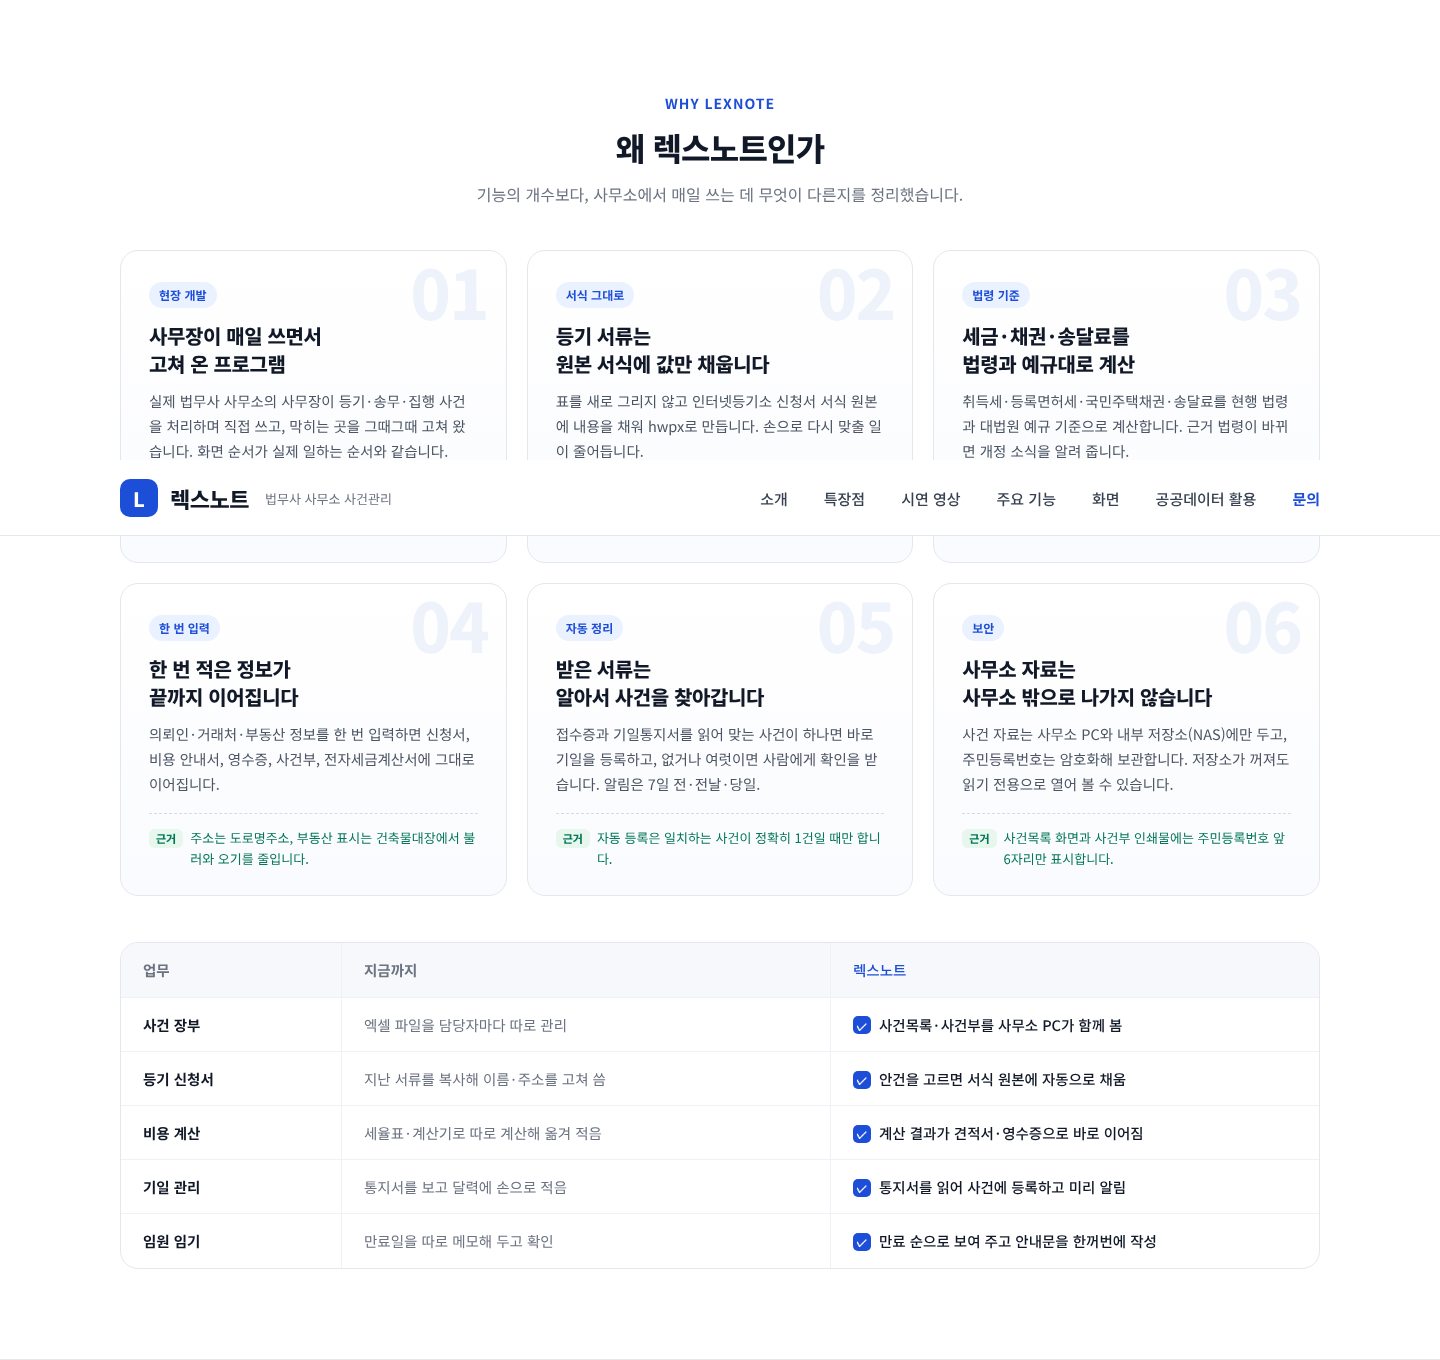 WHY LEXNOTE
왜 렉스노트인가
기능의 개수보다, 사무소에서 매일 쓰는 데 무엇이 다른지를 정리했습니다.
01
현장 개발
사무장이 매일 쓰면서
고쳐 온 프로그램
실제 법무사 사무소의 사무장이 등기·송무·집행 사건
을 처리하며 직접 쓰고, 막히는 곳을 그때그때 고쳐 왔
습니다. 화면 순서가 실제 일하는 순서와 같습니다.
02
서식 그대로
등기 서류는
원본 서식에 값만 채웁니다
표를 새로 그리지 않고 인터넷등기소 신청서 서식 원본
에 내용을 채워 hwpx로 만듭니다. 손으로 다시 맞출 일
이 줄어듭니다.
03
법령 기준
세금·채권·송달료를
법령과 예규대로 계산
취득세·등록면허세·국민주택채권·송달료를 현행 법령
과 대법원 예규 기준으로 계산합니다. 근거 법령이 바뀌
면 개정 소식을 알려 줍니다.
L 렉스노트 법무사 사무소 사건관리
소개 특장점 시연 영상 주요 기능 화면 공공데이터 활용 문의
04
한 번 입력
한 번 적은 정보가
끝까지 이어집니다
의뢰인·거래처·부동산 정보를 한 번 입력하면 신청서,
비용 안내서, 영수증, 사건부, 전자세금계산서에 그대로
이어집니다.
근거 주소는 도로명주소, 부동산 표시는 건축물대장에서 불
러와 오기를 줄입니다.
05
자동 정리
받은 서류는
알아서 사건을 찾아갑니다
접수증과 기일통지서를 읽어 맞는 사건이 하나면 바로
기일을 등록하고, 없거나 여럿이면 사람에게 확인을 받
습니다. 알림은 7일 전·전날·당일.
근거 자동 등록은 일치하는 사건이 정확히 1건일 때만 합니
다.
06
보안
사무소 자료는
사무소 밖으로 나가지 않습니다
사건 자료는 사무소 PC와 내부 저장소(NAS)에만 두고,
주민등록번호는 암호화해 보관합니다. 저장소가 꺼져도
읽기 전용으로 열어 볼 수 있습니다.
근거 사건목록 화면과 사건부 인쇄물에는 주민등록번호 앞
6자리만 표시합니다.
업무 지금까지 렉스노트
사건 장부 엑셀 파일을 담당자마다 따로 관리 사건목록·사건부를 사무소 PC가 함께 봄
등기 신청서 지난 서류를 복사해 이름·주소를 고쳐 씀 안건을 고르면 서식 원본에 자동으로 채움
비용 계산 세율표·계산기로 따로 계산해 옮겨 적음 계산 결과가 견적서·영수증으로 바로 이어짐
기일 관리 통지서를 보고 달력에 손으로 적음 통지서를 읽어 사건에 등록하고 미리 알림
임원 임기 만료일을 따로 메모해 두고 확인 만료 순으로 보여 주고 안내문을 한꺼번에 작성